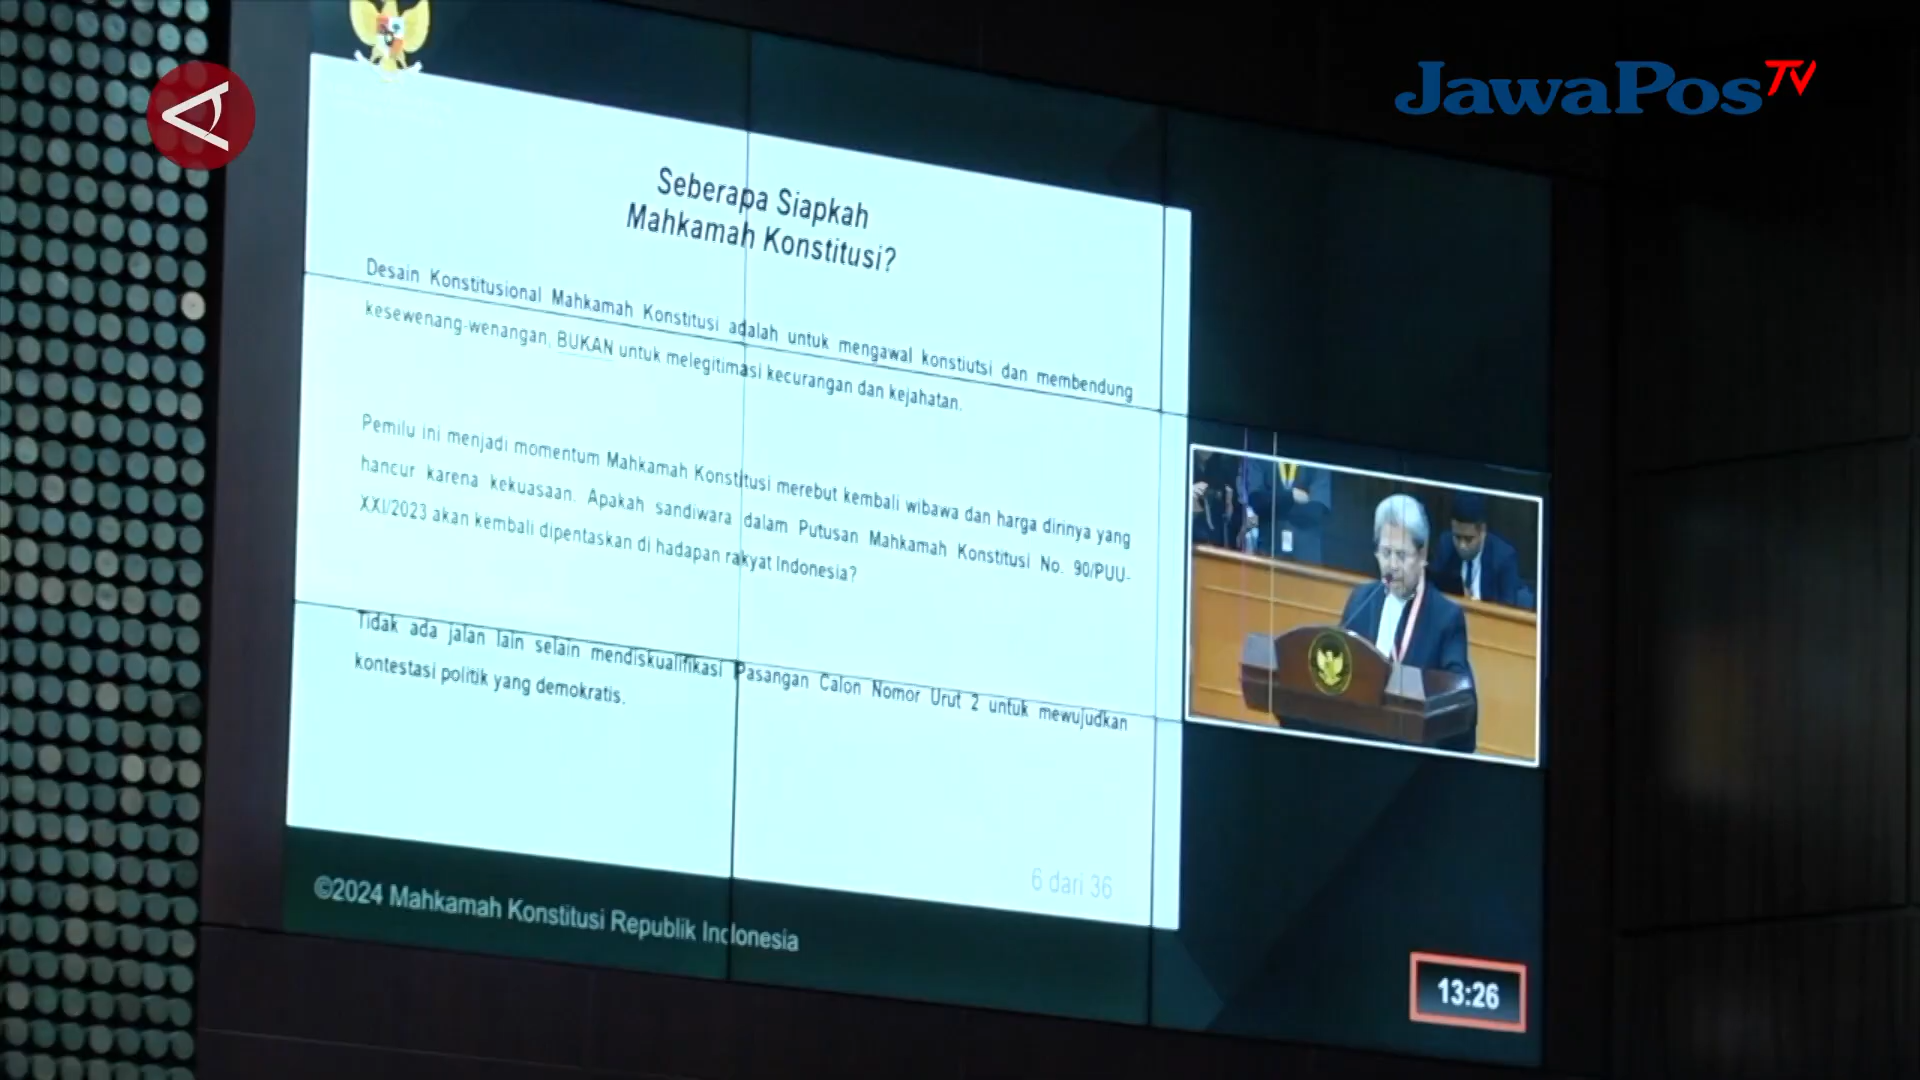 JawaPos TV
Seberapa Siapkah
Mahkamah Konstitusi?
Desain Konstitusional Mahkamah Konstitusi adalah untuk mengawal konstiutsi dan membendung
kesewenang-wenangan, BUKAN untuk melegitimasi kecurangan dan kejahatan.
Pemilu ini menjadi momentum Mahkamah Konstitusi merebut kembali wibawa dan harga dirinya yang
hancur karena kekuasaan. Apakah sandiwara dalam Putusan Mahkamah Konstitusi No. 90/PUU-
XXI/2023 akan kembali dipentaskan di hadapan rakyat Indonesia?
Tidak ada jalan lain selain mendiskualifikasi Pasangan Calon Nomor Urut 2 untuk mewujudkan
kontestasi politik yang demokratis.
6 dari 36
©2024 Mahkamah Konstitusi Republik Indonesia
13:26